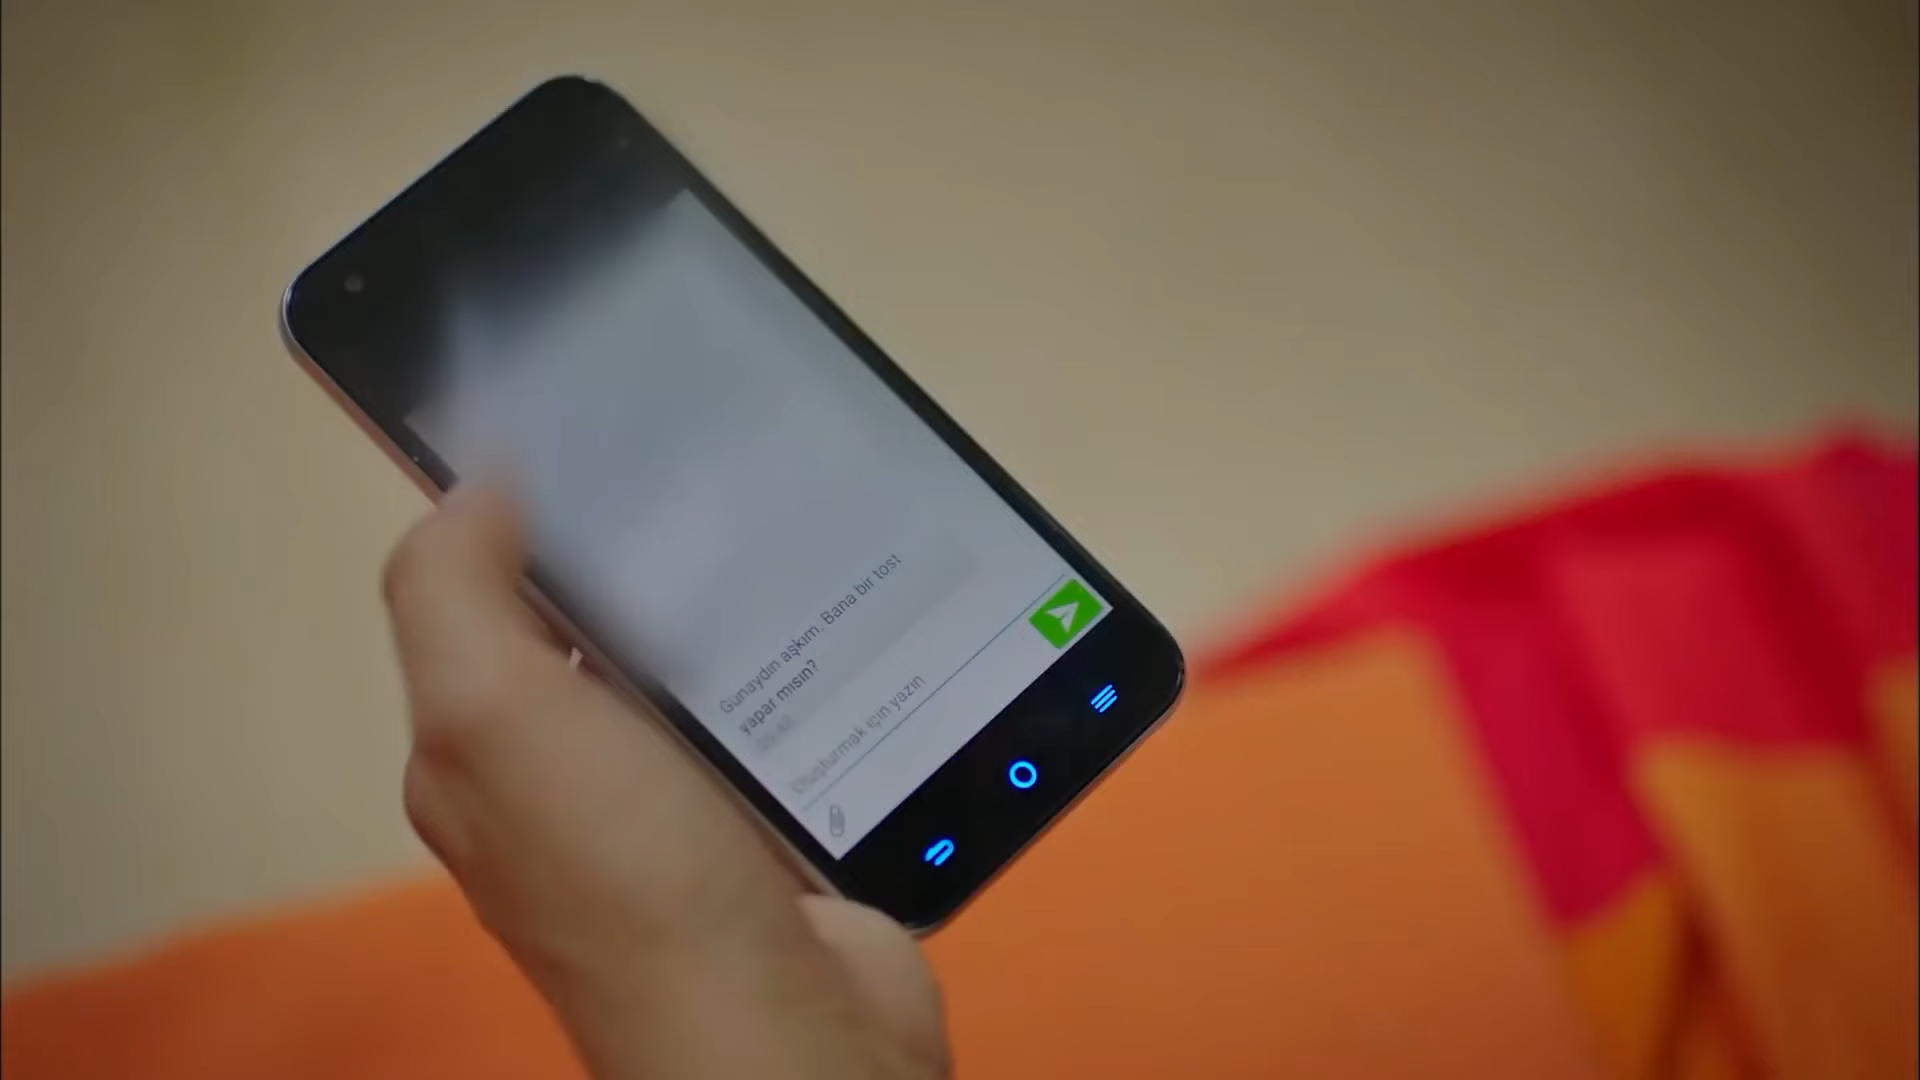 Günaydın aşkım. Bana bir tost
yapar mısın?
Oluşturmak için yazın